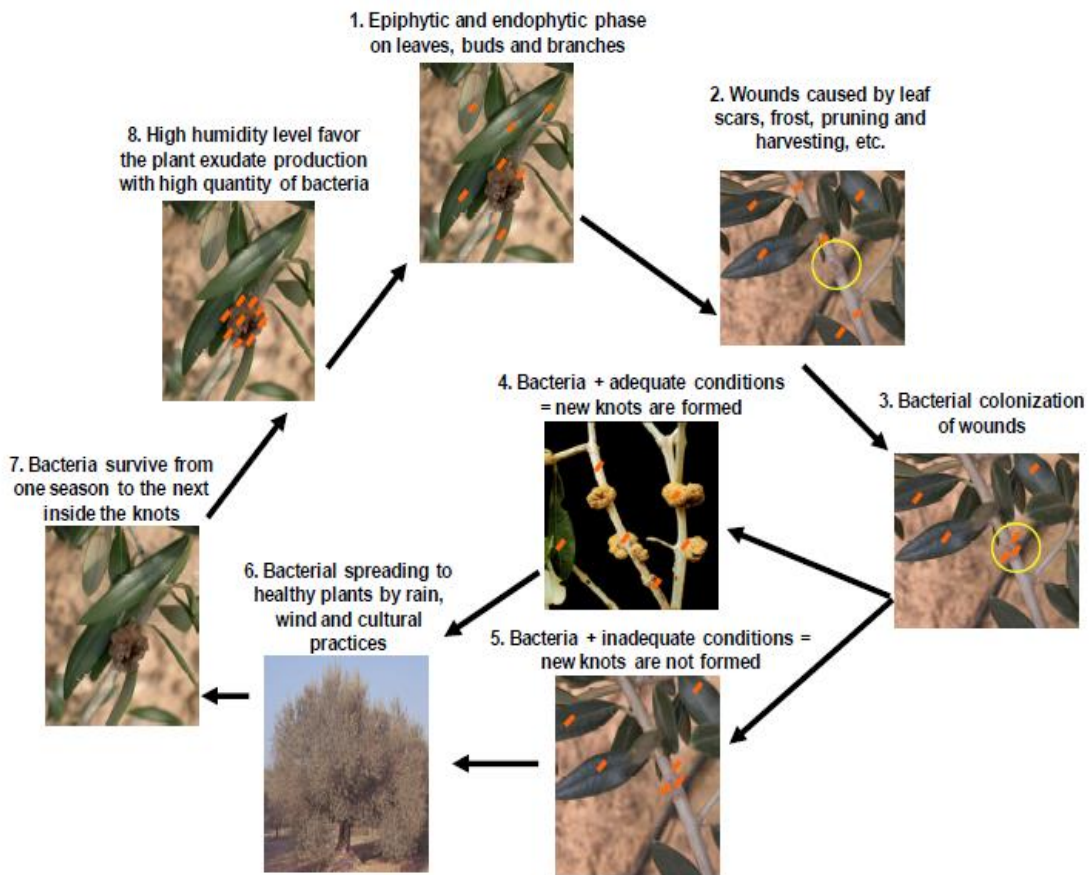 1. Epiphytic and endophytic phase
on leaves, buds and branches
2. Wounds caused by leaf
scars, frost, pruning and
harvesting, etc.
3. Bacterial colonization
of wounds
4. Bacteria + adequate conditions
= new knots are formed
5. Bacteria + inadequate conditions =
new knots are not formed
6. Bacterial spreading to
healthy plants by rain,
wind and cultural
practices
7. Bacteria survive from
one season to the next
inside the knots
8. High humidity level favor
the plant exudate production
with high quantity of bacteria